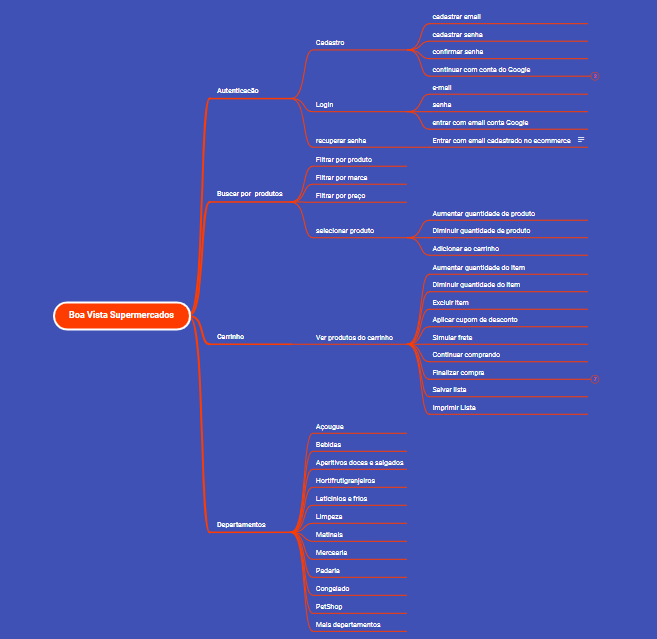 Boa Vista Supermercados
Autenticacão
Cadastro
cadastrar email
cadastrar senha
confirmar senha
continuar com conta do Google
Login
e-mail
senha
entrar com email conta Google
recuperar senha
Entrar com email cadastrado no ecommerce
Buscar por produtos
Filtrar por produto
Filtrar por marca
Filtrar por preço
selecionar produto
Aumentar quantidade de produto
Diminuir quantidade de produto
Adicionar ao carrinho
Carrinho
Ver produtos do carrinho
Aumentar quantidade do item
Diminuir quantidade do item
Excluir item
Aplicar cupom de desconto
Simular frete
Continuar comprando
Finalizar compra
7
Salvar lista
Imprimir Lista
Departamentos
Açougue
Bebidas
Aperitivos doces e salgados
Hortifrutigranjeiros
Laticínios e frios
Limpeza
Matinais
Mercearia
Padaria
Congelado
PetShop
Mais departamentos